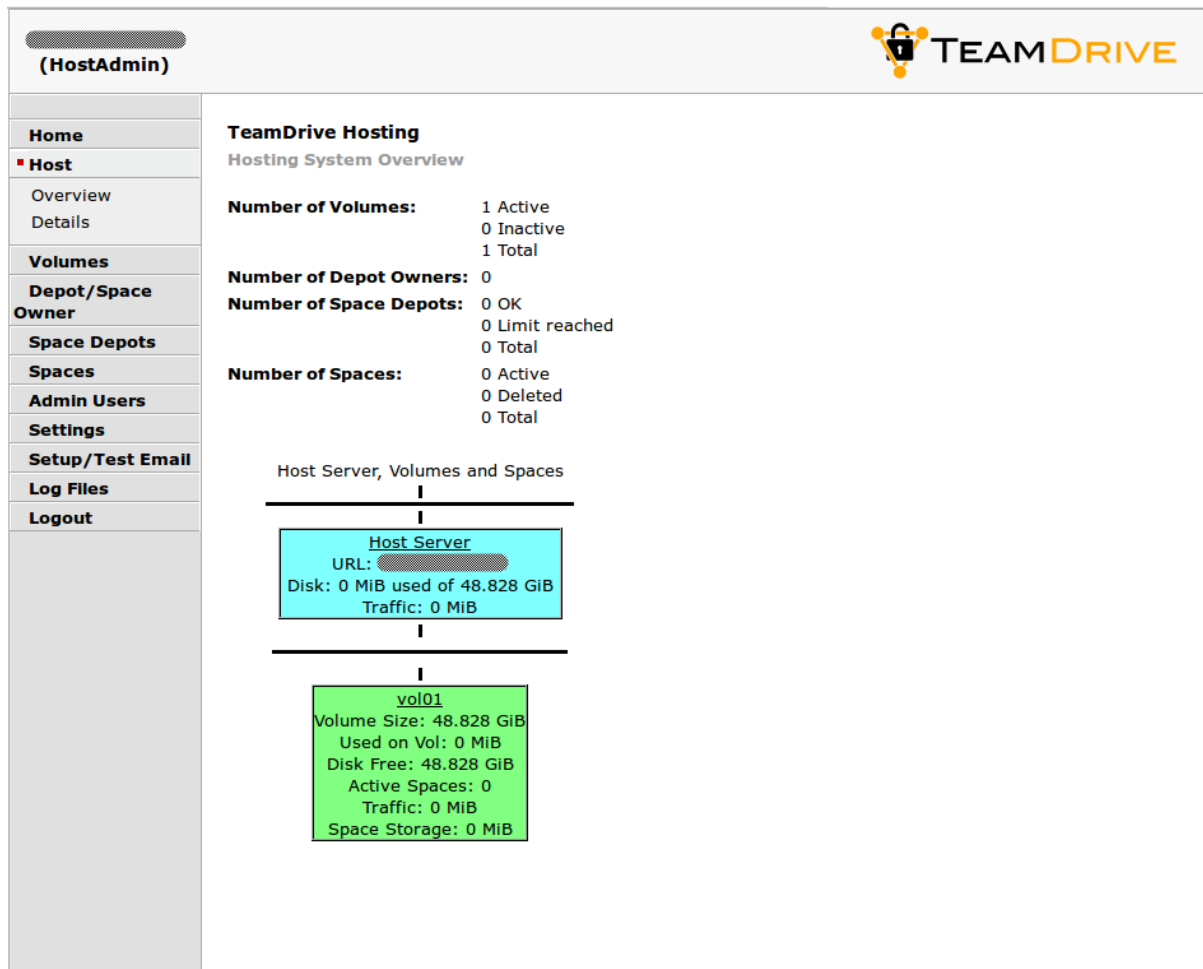 (HostAdmin)
TEAMDRIVE
Home
Host
Overview
Details
Volumes
Depot/Space
Owner
Space Depots
Spaces
Admin Users
Settings
Setup/Test Email
Log Files
Logout
TeamDrive Hosting
Hosting System Overview
Number of Volumes: 1 Active
0 Inactive
1 Total
Number of Depot Owners: 0
Number of Space Depots: 0 OK
0 Limit reached
0 Total
Number of Spaces: 0 Active
0 Deleted
0 Total
Host Server, Volumes and Spaces
Host Server
URL:
Disk: 0 MiB used of 48.828 GiB
Traffic: 0 MiB
vol01
Volume Size: 48.828 GiB
Used on Vol: 0 MiB
Disk Free: 48.828 GiB
Active Spaces: 0
Traffic: 0 MiB
Space Storage: 0 MiB